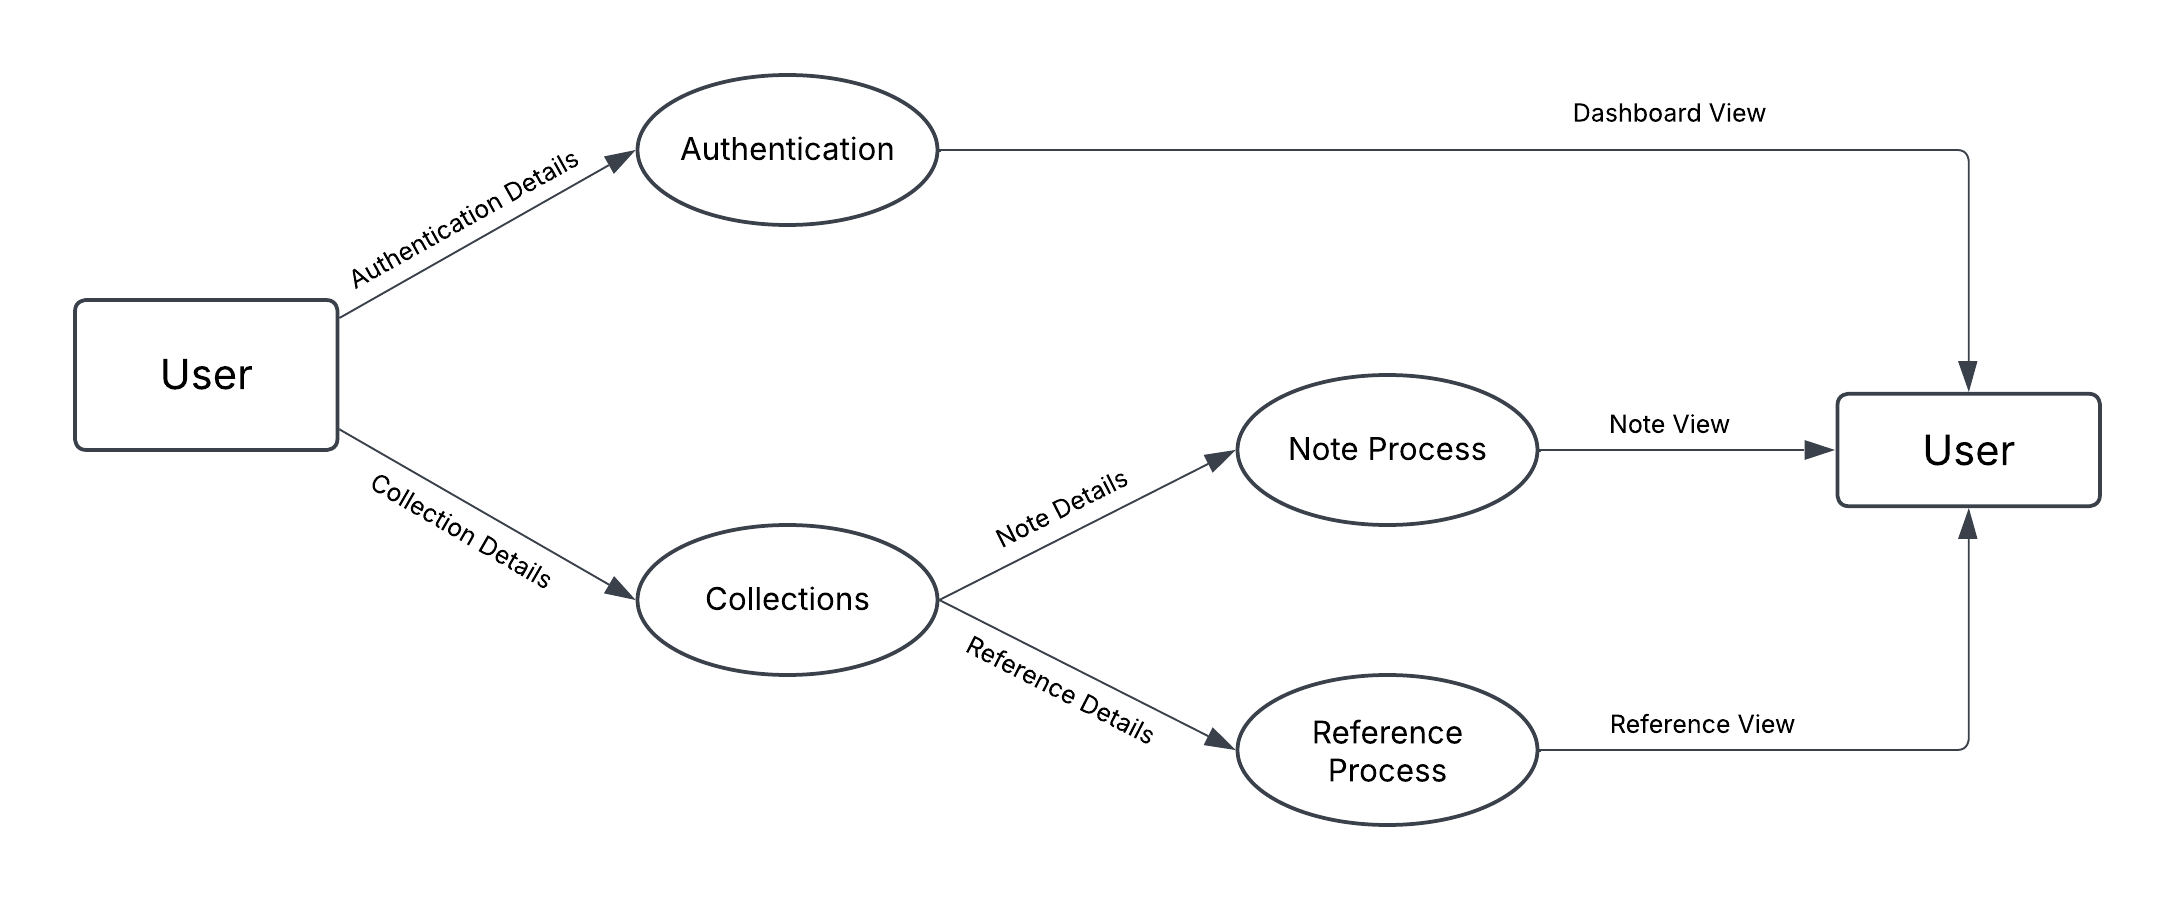 Dashboard View
Authentication
Authentication Details
User
Note View
Note Process
User
Note Details
Collection Details
Collections
Reference Details
Reference View
Reference
Process